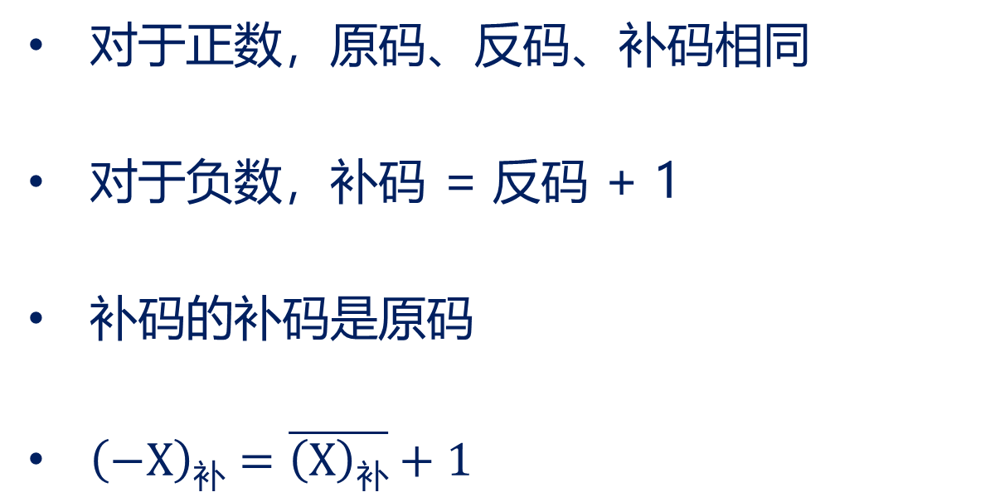 • 对于正数，原码、反码、补码相同
• 对于负数，补码 = 反码 + 1
• 补码的补码是原码
• $(-X)_{补} = \overline{(X)_{补}} + 1$